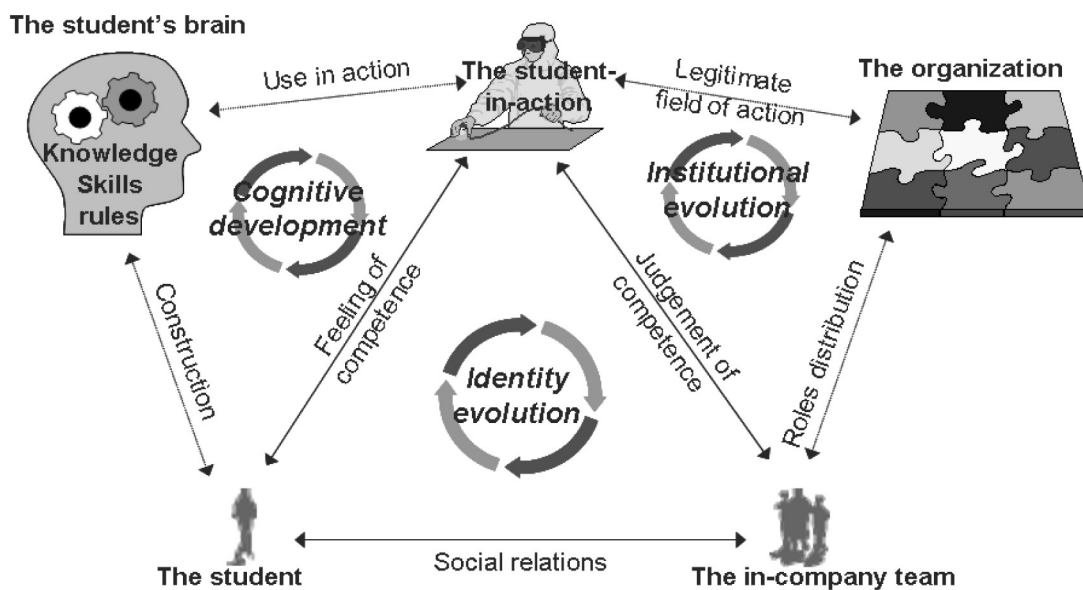 The student's brain
Use in action
The student-
in-action
Legitimate
field of action
The organization
Knowledge
Skills
rules
Cognitive
development
Institutional
evolution
Construction
Feeling of
competence
Judgement of
competence
Roles distribution
Identity
evolution
Social relations
The student
The in-company team